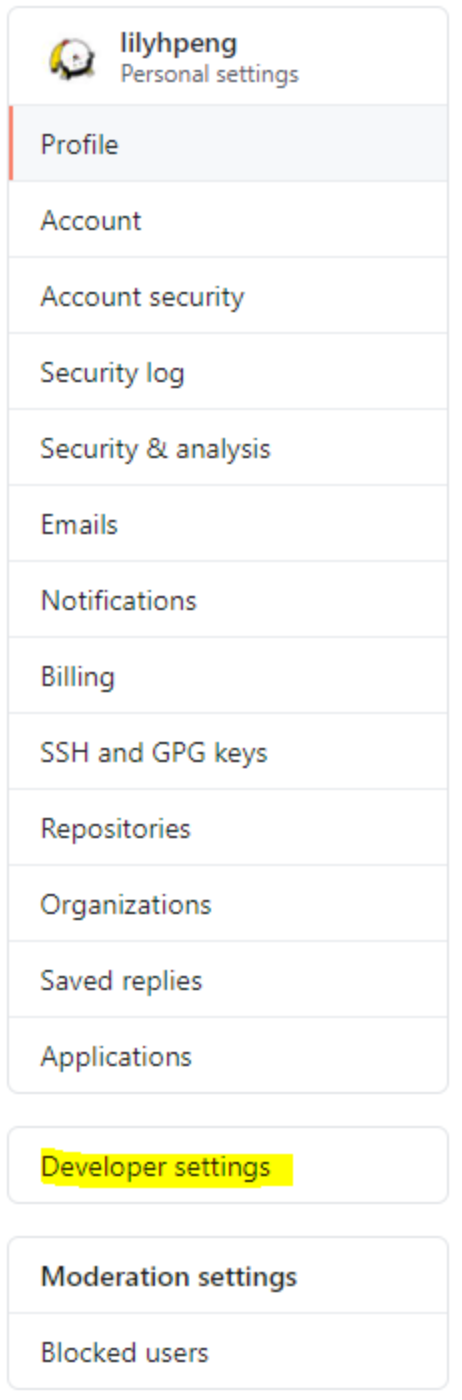 lilyhpeng
Personal settings
Profile
Account
Account security
Security log
Security & analysis
Emails
Notifications
Billing
SSH and GPG keys
Repositories
Organizations
Saved replies
Applications
Developer settings
Moderation settings
Blocked users